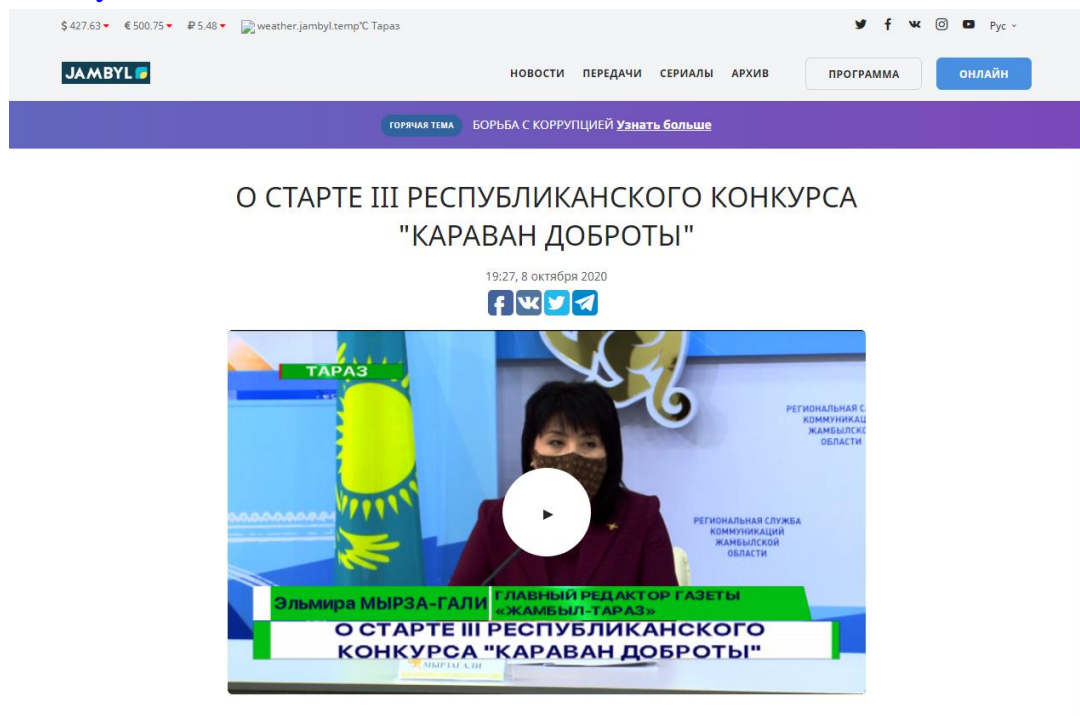 $ 427.63 € 500.75 ₽ 5.48 weather.jambyl.temp°C Тараз
Рус
JAMBYL
НОВОСТИ ПЕРЕДАЧИ СЕРИАЛЫ АРХИВ ПРОГРАММА ОНЛАЙН
ГОРЯЧАЯ ТЕМА БОРЬБА С КОРРУПЦИЕЙ Узнать больше
О СТАРТЕ III РЕСПУБЛИКАНСКОГО КОНКУРСА
"КАРАВАН ДОБРОТЫ"
19:27, 8 октября 2020
ТАРАЗ
РЕГИОНАЛЬНАЯ С
КОММУНИКАЦ
ЖАМБЫЛСКО
ОБЛАСТИ
РЕГИОНАЛЬНАЯ СЛУЖБА
КОММУНИКАЦИЙ
ЖАМБЫЛСКОЙ
ОБЛАСТИ
Эльмира МЫРЗА-ГАЛИ
ГЛАВНЫЙ РЕДАКТОР ГАЗЕТЫ
«ЖАМБЫЛ-ТАРАЗ»
О СТАРТЕ III РЕСПУБЛИКАНСКОГО
КОНКУРСА "КАРАВАН ДОБРОТЫ"